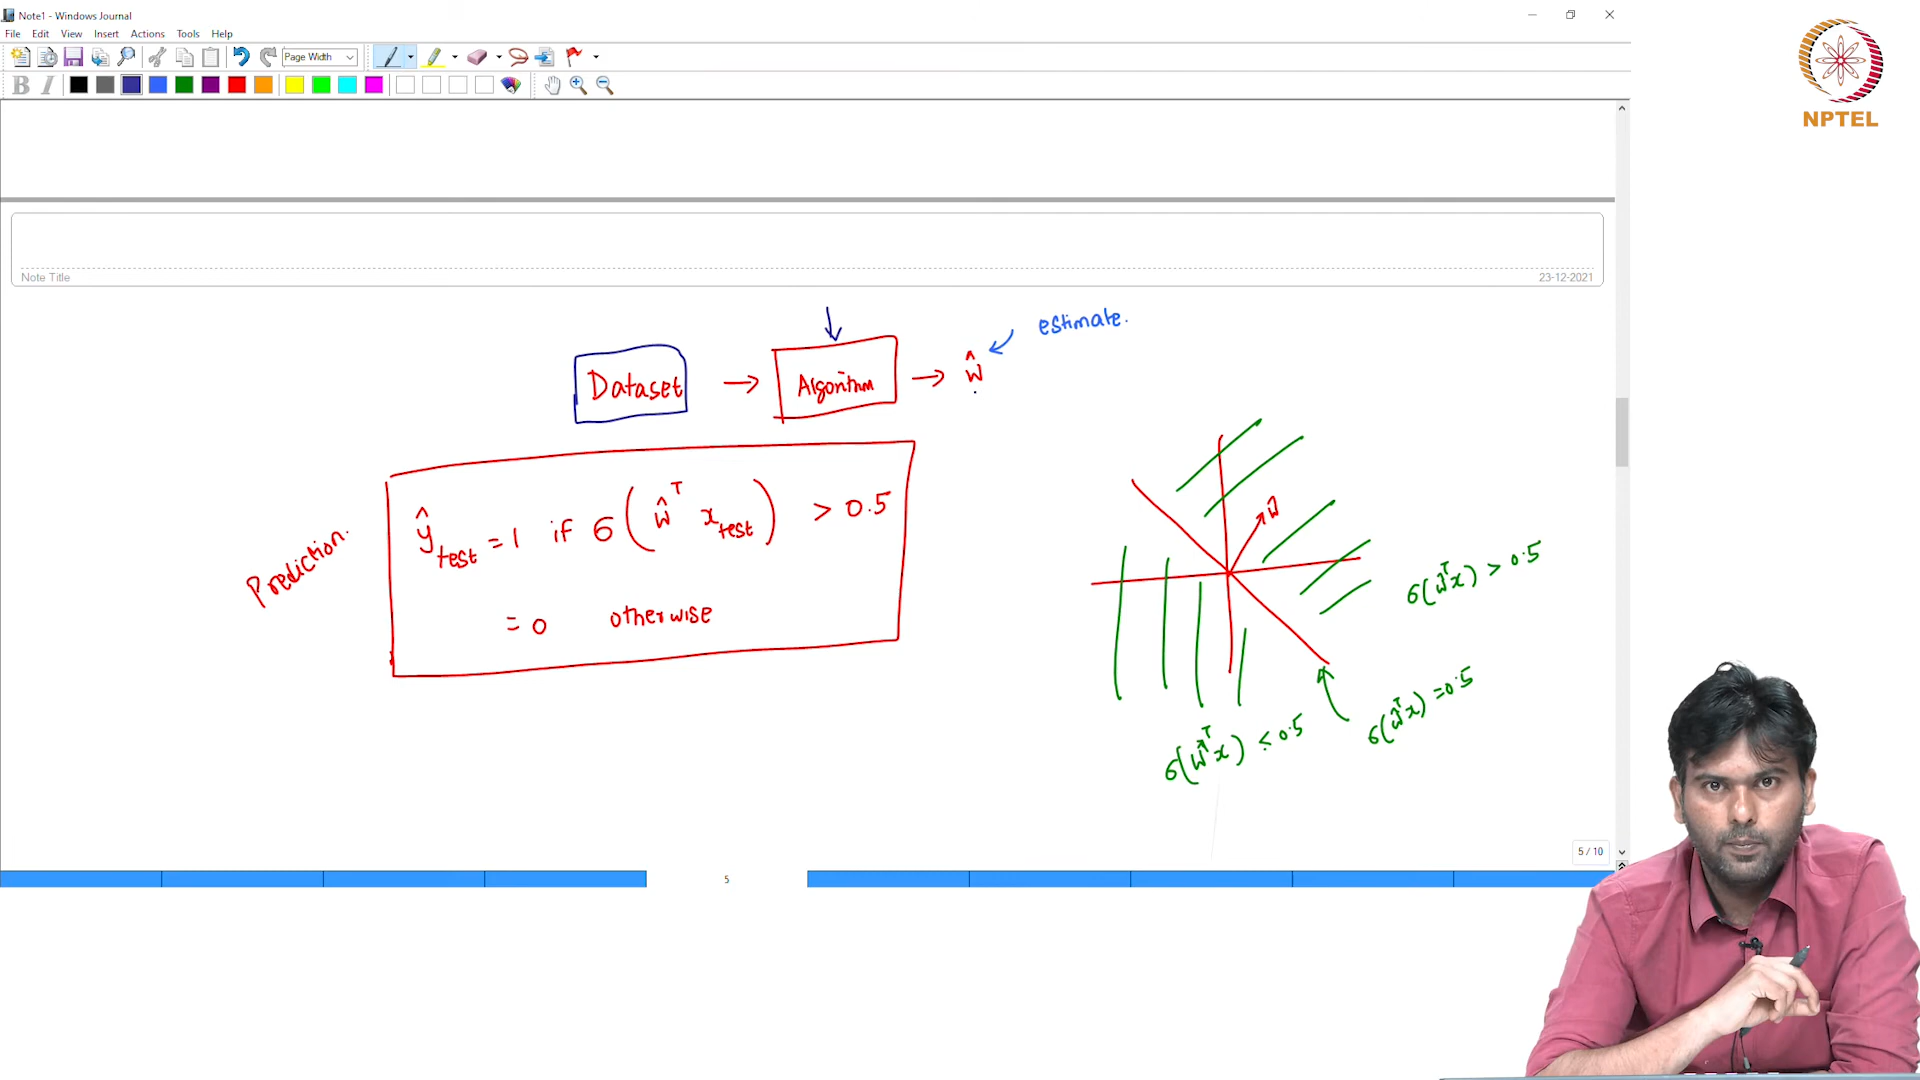 Note1 - Windows Journal
File Edit View Insert Actions Tools Help
Page Width
B I
NPTEL
Note Title
23-12-2021
estimate.
Dataset → Algorithm → ŵ
Prediction.
ŷ_test = 1 if σ(ŵᵀ x_test) > 0.5
= 0 otherwise
ŵ
σ(ŵᵀx) > 0.5
σ(ŵᵀx) = 0.5
σ(ŵᵀx) ≤ 0.5
5 / 10
5